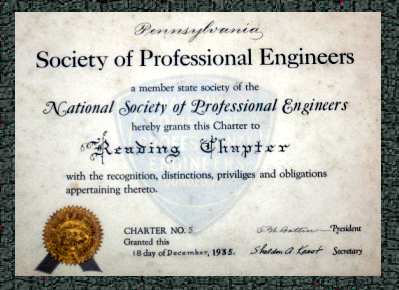 Pennsylvania
Society of Professional Engineers
a member state society of the
National Society of Professional Engineers
hereby grants this Charter to
Reading Chapter
with the recognition, distinctions, priviliges and obligations
appertaining thereto.
CHARTER NO. 5
Granted this
18 day of December, 1935.
President
Sheldon A. Secretary